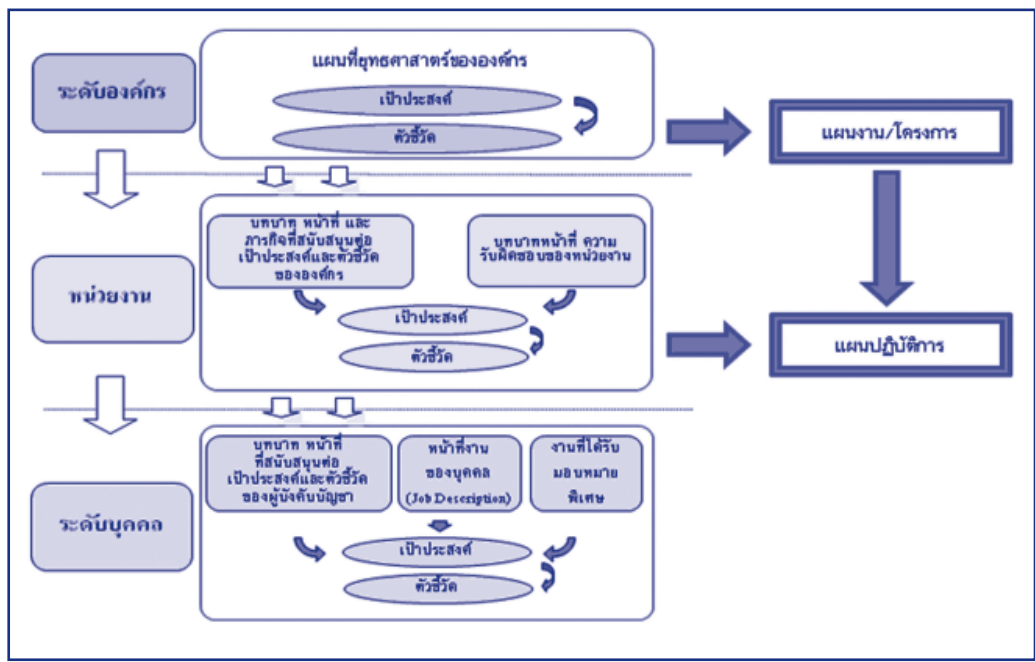 แผนที่ยุทธศาสตร์ขององค์กร
ระดับองค์กร
เป้าประสงค์
ตัวชี้วัด
แผนงาน/โครงการ
บทบาท หน้าที่ และ
ภารกิจที่สนับสนุนต่อ
เป้าประสงค์และตัวชี้วัด
ขององค์กร
บทบาทหน้าที่ ความ
รับผิดชอบของหน่วยงาน
หน่วยงาน
เป้าประสงค์
ตัวชี้วัด
แผนปฏิบัติการ
บทบาท หน้าที่
ที่สนับสนุนต่อ
เป้าประสงค์และตัวชี้วัด
ของผู้บังคับบัญชา
หน้าที่งาน
ของบุคคล
(Job Description)
งานที่ได้รับ
มอบหมาย
พิเศษ
ระดับบุคคล
เป้าประสงค์
ตัวชี้วัด